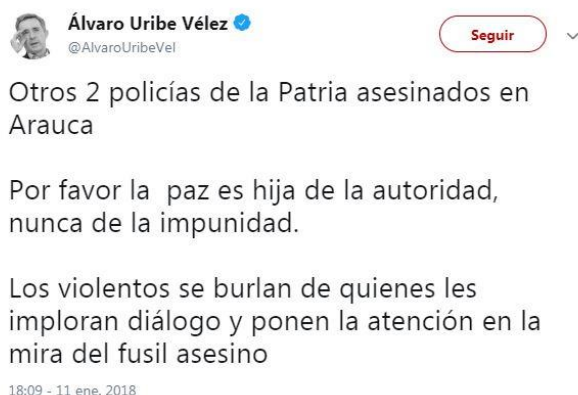 Álvaro Uribe Vélez
@AlvaroUribeVel
Seguir
Otros 2 policías de la Patria asesinados en
Arauca
Por favor la  paz es hija de la autoridad,
nunca de la impunidad.
Los violentos se burlan de quienes les
imploran diálogo y ponen la atención en la
mira del fusil asesino
18:09 - 11 ene. 2018